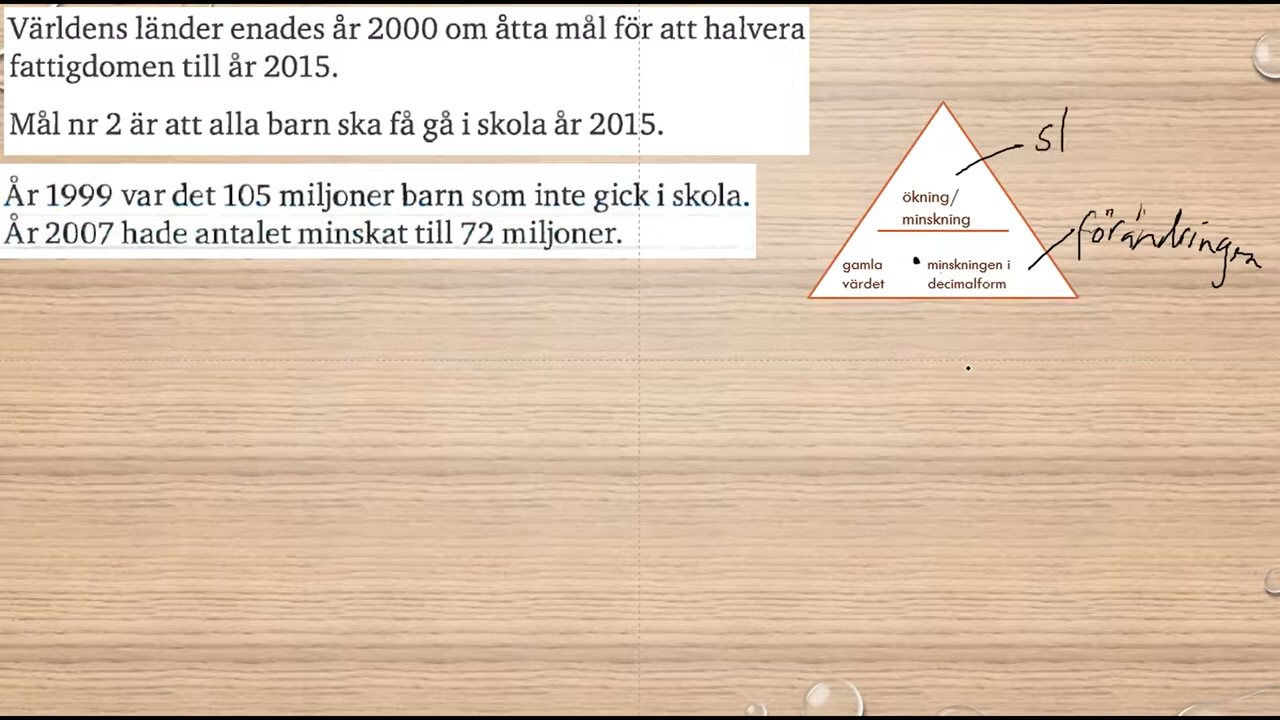 Världens länder enades år 2000 om åtta mål för att halvera
fattigdomen till år 2015.
Mål nr 2 är att alla barn ska få gå i skola år 2015.
År 1999 var det 105 miljoner barn som inte gick i skola.
År 2007 hade antalet minskat till 72 miljoner.
sl
ökning/
minskning
förändringen
gamla
värdet
minskningen i
decimalform